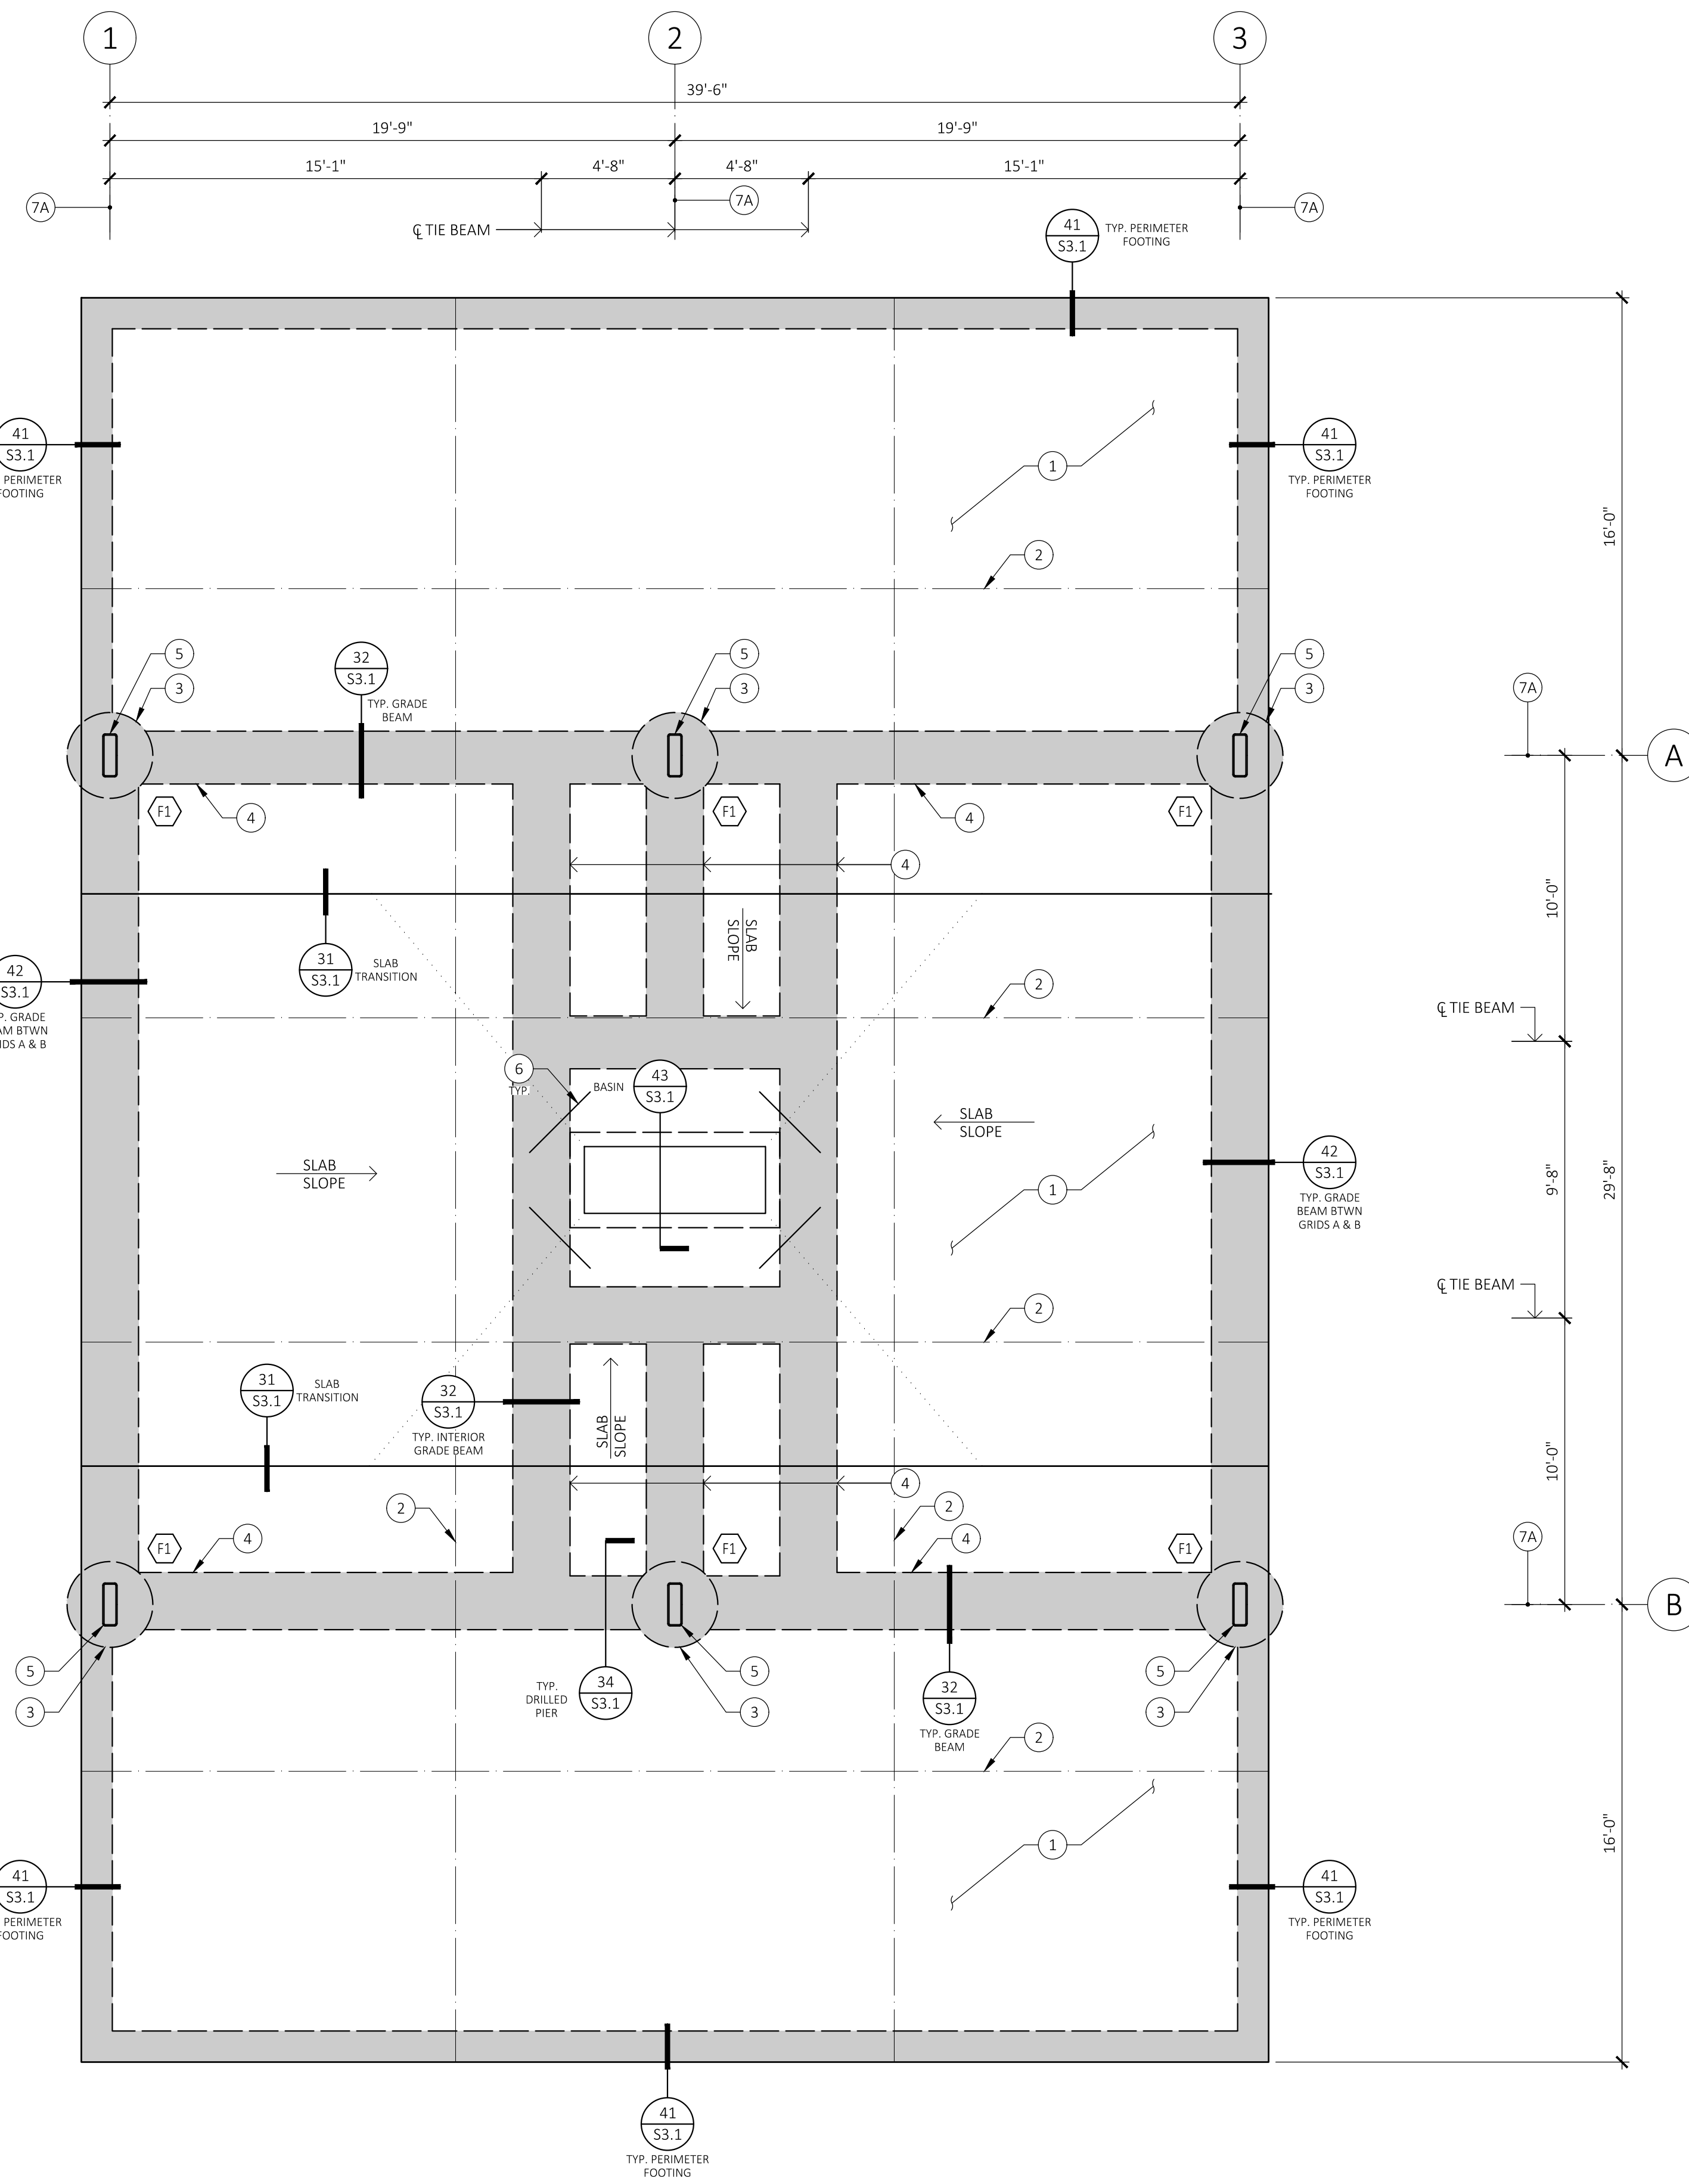 1
2
3
39'-6"
19'-9"
19'-9"
15'-1"
4'-8"
4'-8"
15'-1"
7A
7A
7A
℄ TIE BEAM
41
S3.1
TYP. PERIMETER
FOOTING
41
S3.1
PERIMETER
FOOTING
41
S3.1
TYP. PERIMETER
FOOTING
1
16'-0"
2
5
3
32
S3.1
TYP. GRADE
BEAM
5
3
5
3
7A
A
F1
4
F1
4
F1
4
10'-0"
31
S3.1
SLAB
TRANSITION
SLAB
SLOPE
42
S3.1
GRADE
BTWN
A & B
2
℄ TIE BEAM
6
TYP.
BASIN
43
S3.1
SLAB
SLOPE
SLAB
SLOPE
1
42
S3.1
TYP. GRADE
BEAM BTWN
GRIDS A & B
9'-8"
29'-8"
℄ TIE BEAM
2
31
S3.1
SLAB
TRANSITION
32
S3.1
TYP. INTERIOR
GRADE BEAM
SLAB
SLOPE
4
10'-0"
2
2
F1
4
F1
4
F1
7A
B
5
3
TYP.
DRILLED
PIER
34
S3.1
5
3
32
S3.1
TYP. GRADE
BEAM
5
3
2
1
16'-0"
41
S3.1
PERIMETER
FOOTING
41
S3.1
TYP. PERIMETER
FOOTING
41
S3.1
TYP. PERIMETER
FOOTING